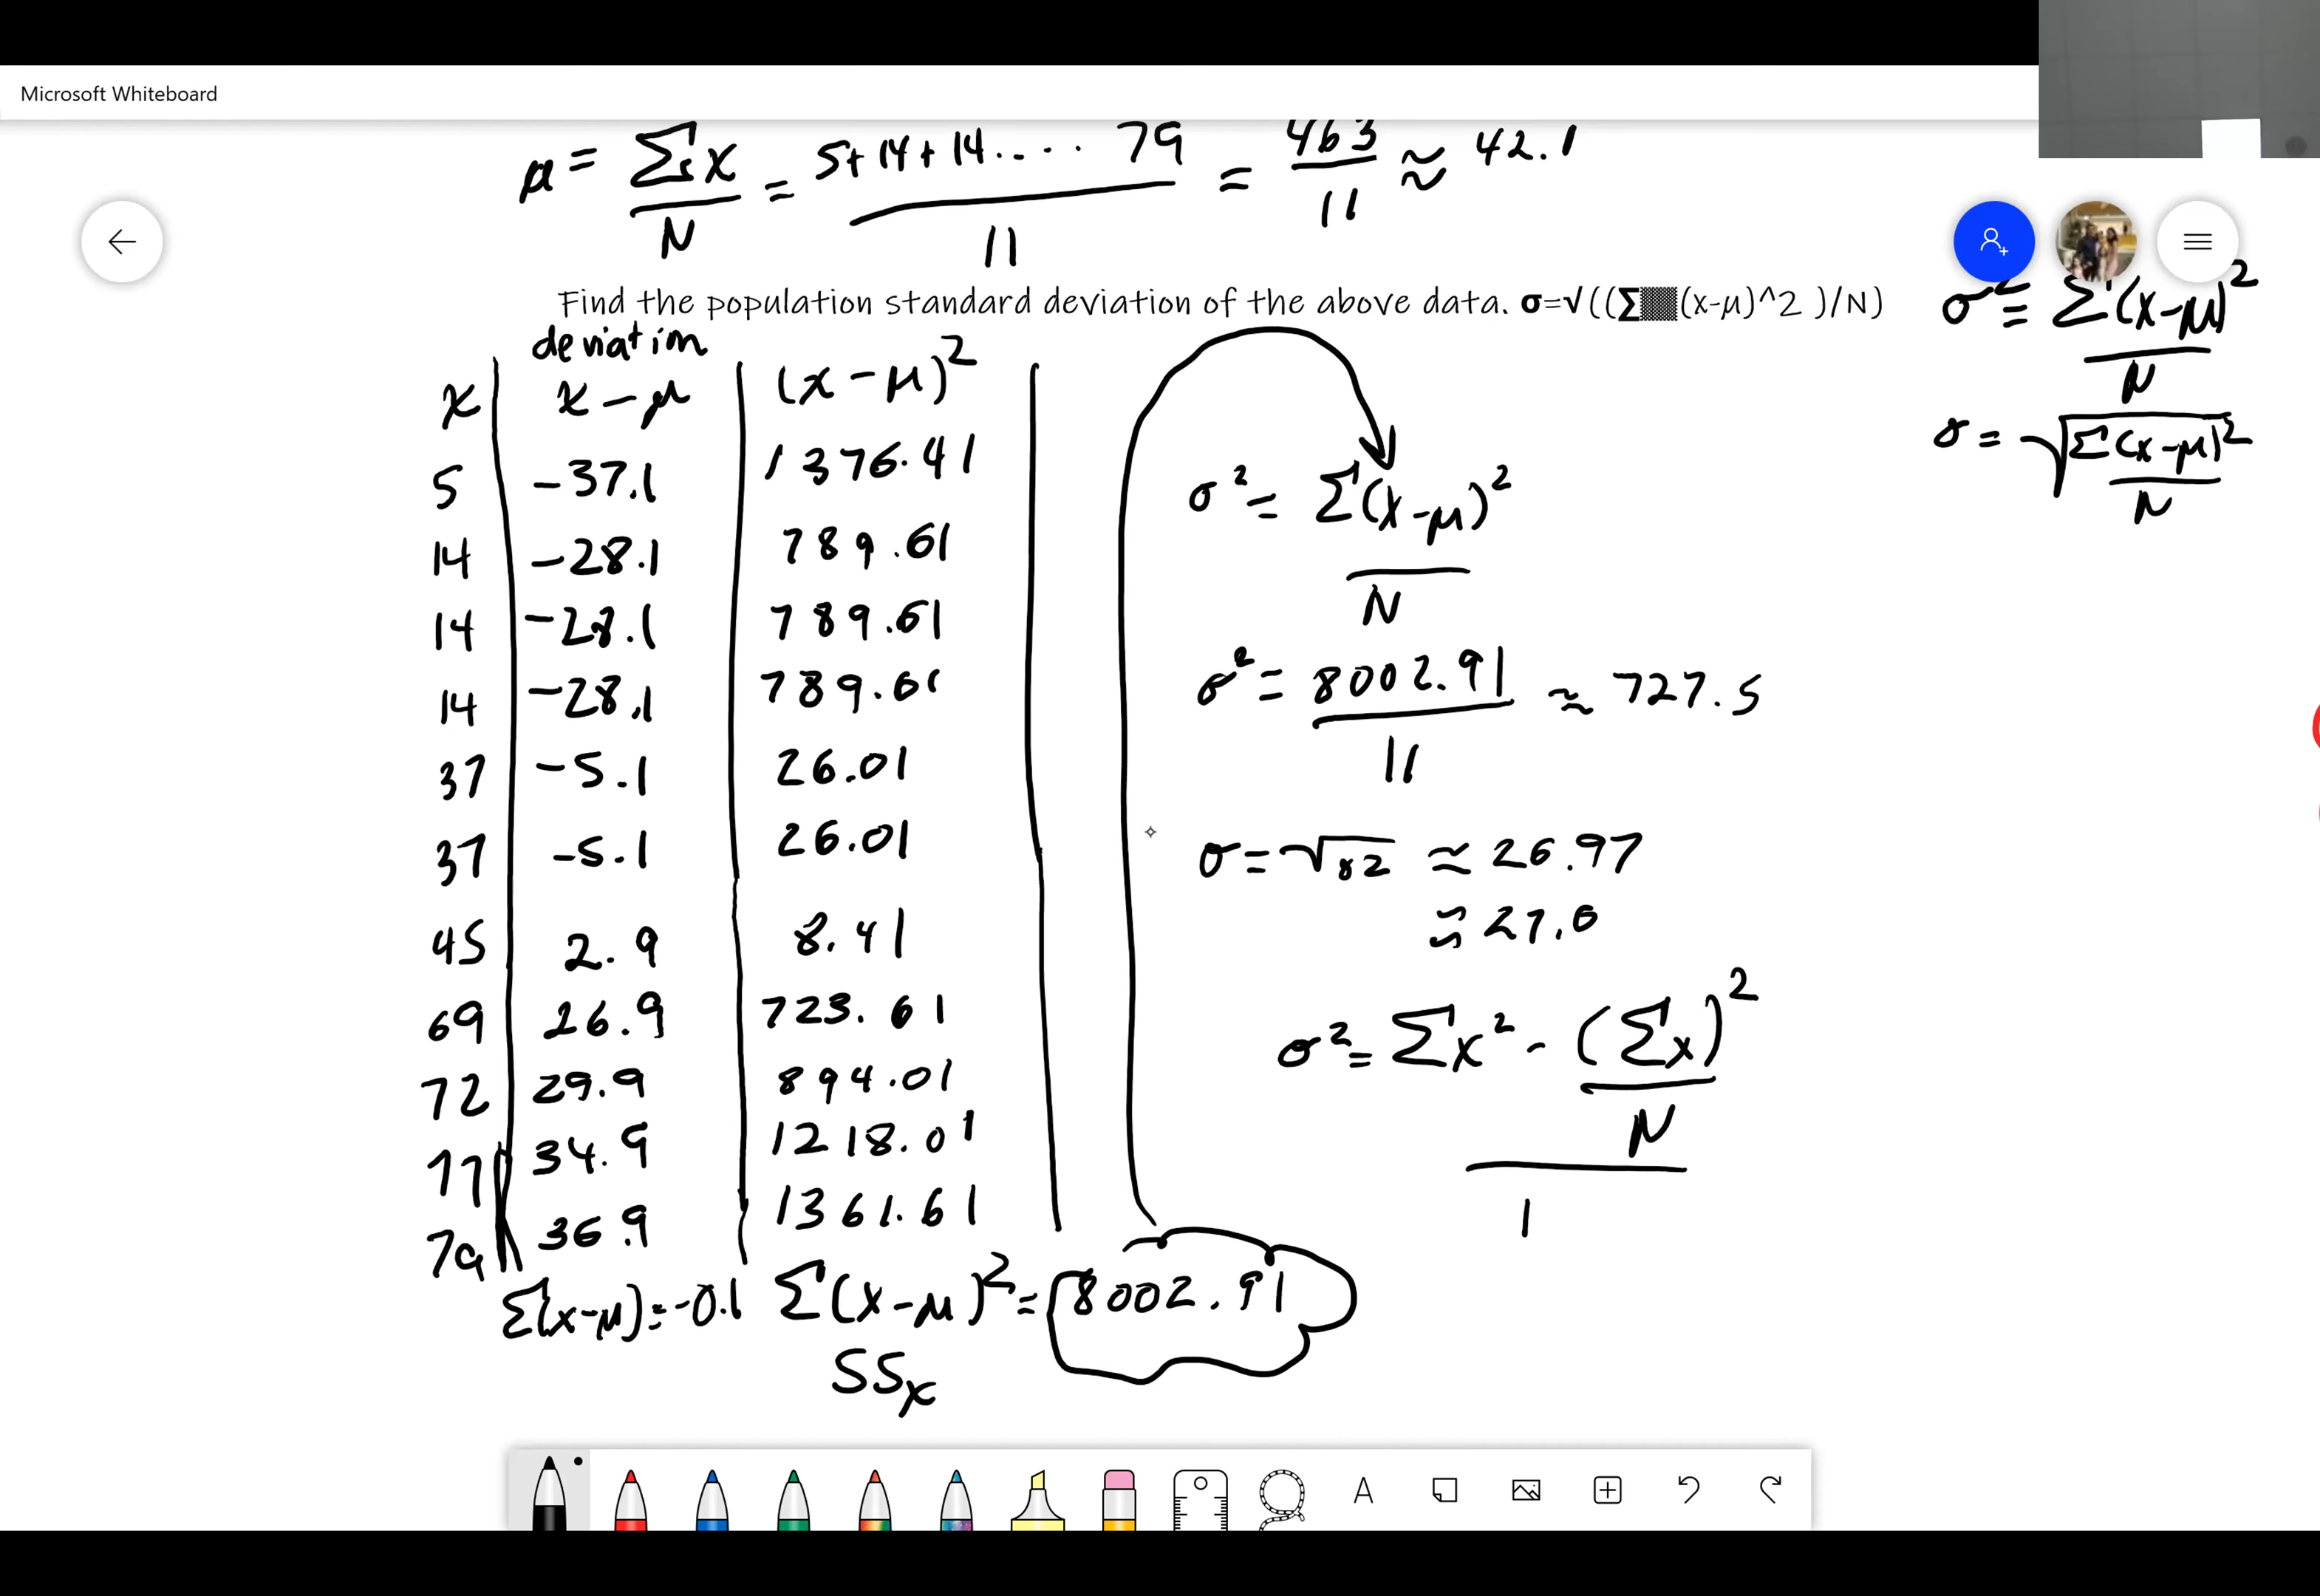 Microsoft Whiteboard
μ = Σx/N = 5+14+14.... 79/11 = 463/11 ≈ 42.1
Find the population standard deviation of the above data. σ=√((Σ▒▒(x-μ)^2 )/N)
deviation
x | x-μ | (x-μ)²
5 | -37.1 | 1376.41
14 | -28.1 | 789.61
14 | -28.1 | 789.61
14 | -28.1 | 789.61
37 | -5.1 | 26.01
37 | -5.1 | 26.01
45 | 2.9 | 8.41
69 | 26.9 | 723.61
72 | 29.9 | 894.01
77 | 34.9 | 1218.01
79 | 36.9 | 1361.61
Σ(x-μ)=-0.1 Σ(x-μ)²= 8002.91
SSx
σ² = Σ(x-μ)²/N
σ² = 8002.91/11 ≈ 727.5
σ = √82 ≈ 26.97
≈ 27.0
σ² = Σx² - (Σx)²/N
1
σ² = Σ(x-μ)²/N
σ = √Σ(x-μ)²/N
A